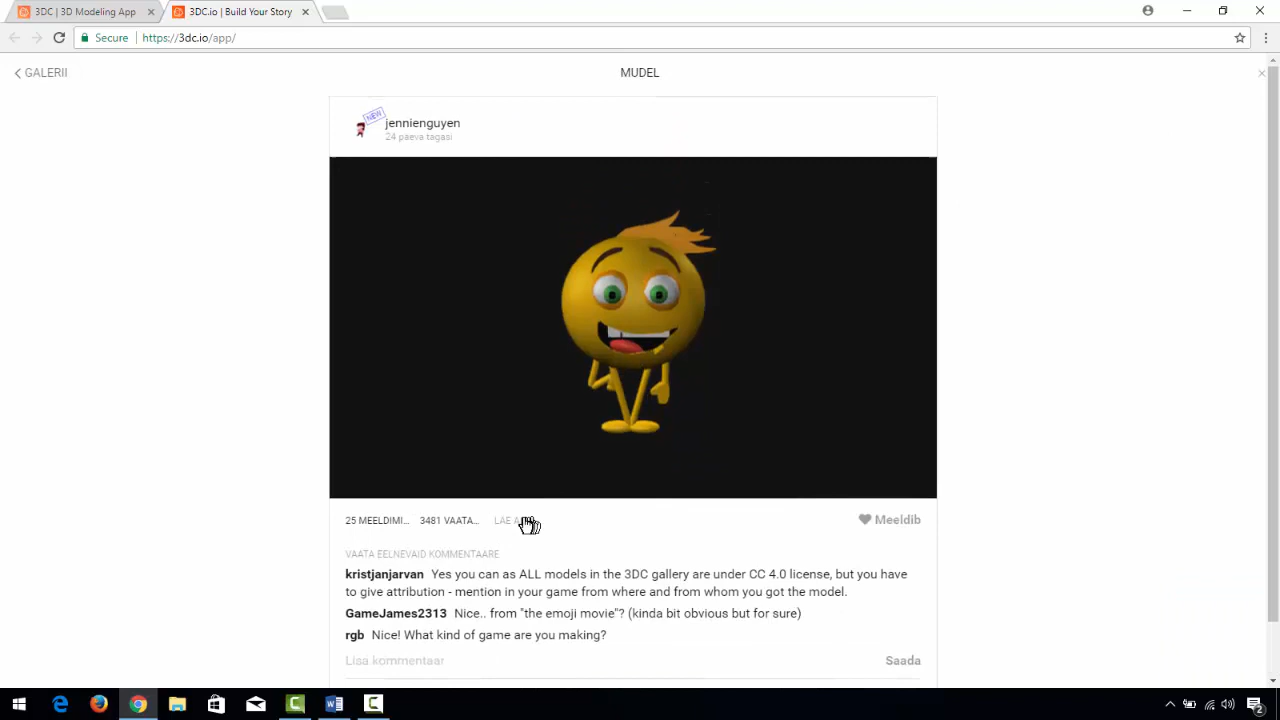 3DC | 3D Modeling App
3DC.io | Build Your Story
Secure
https://3dc.io/app/
GALERII
MUDEL
NEW
jennienguyen
24 päeva tagasi
25 MEELDIMI... 3481 VAATA... LAE
Meeldib
VAATA EELNEVAID KOMMENTAARE
kristjanjarvan Yes you can as ALL models in the 3DC gallery are under CC 4.0 license, but you have
to give attribution - mention in your game from where and from whom you got the model.
GameJames2313 Nice.. from "the emoji movie"? (kinda bit obvious but for sure)
rgb Nice! What kind of game are you making?
Lisa kommentaar
Saada
2